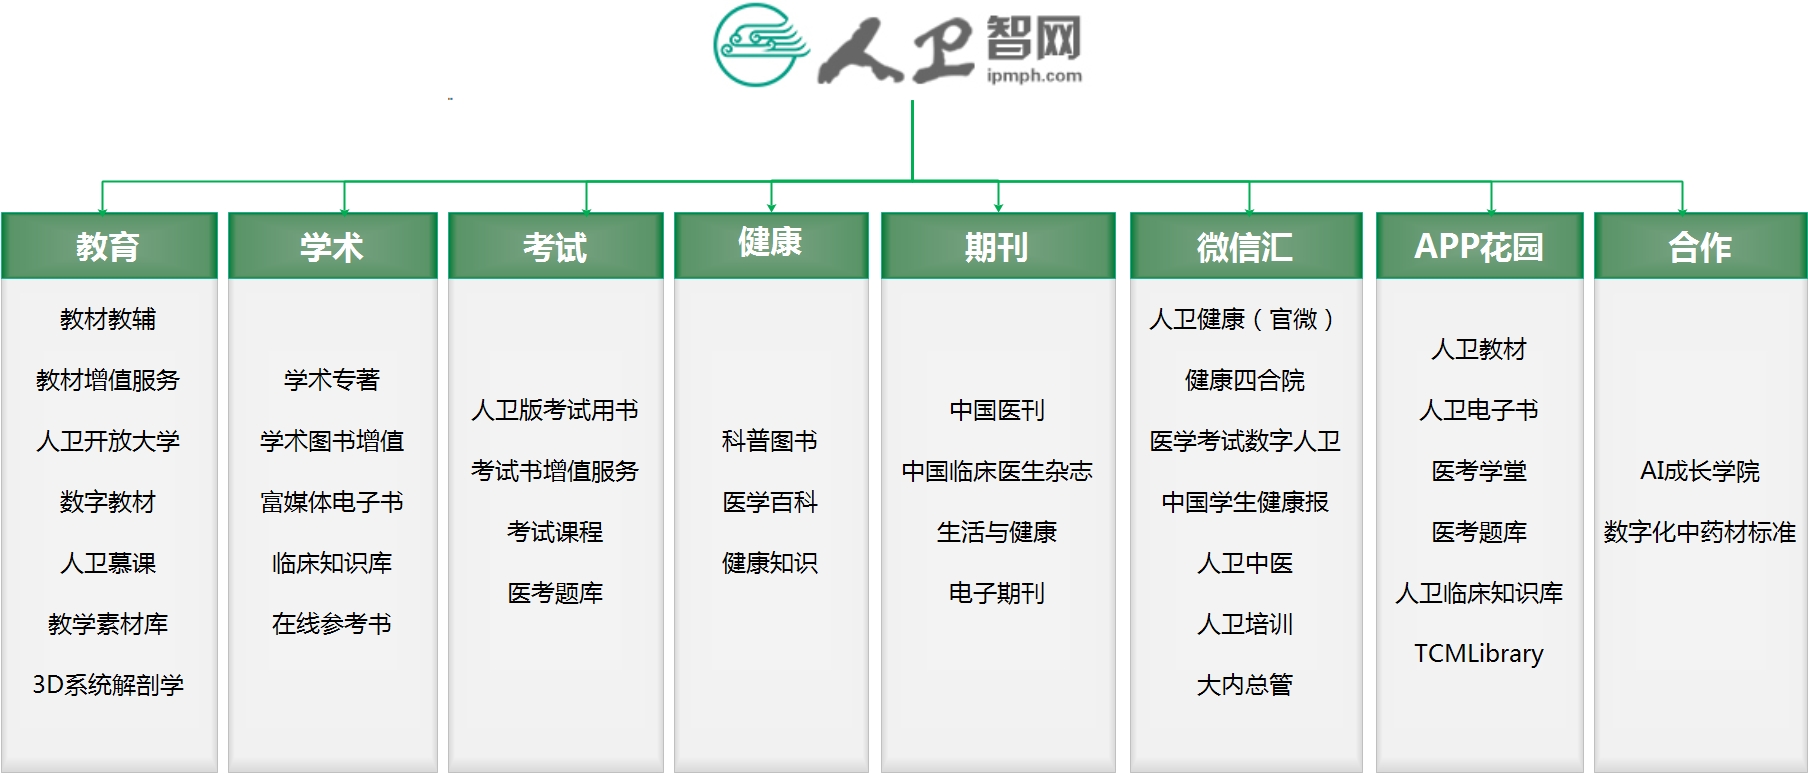 人卫智网
ipmph.com
教育
教材教辅
教材增值服务
人卫开放大学
数字教材
人卫慕课
教学素材库
3D系统解剖学
学术
学术专著
学术图书增值
富媒体电子书
临床知识库
在线参考书
考试
人卫版考试用书
考试书增值服务
考试课程
医考题库
健康
科普图书
医学百科
健康知识
期刊
中国医刊
中国临床医生杂志
生活与健康
电子期刊
微信汇
人卫健康（官微）
健康四合院
医学考试数字人卫
中国学生健康报
人卫中医
人卫培训
大内总管
APP花园
人卫教材
人卫电子书
医考学堂
医考题库
人卫临床知识库
TCMLibrary
合作
AI成长学院
数字化中药材标准